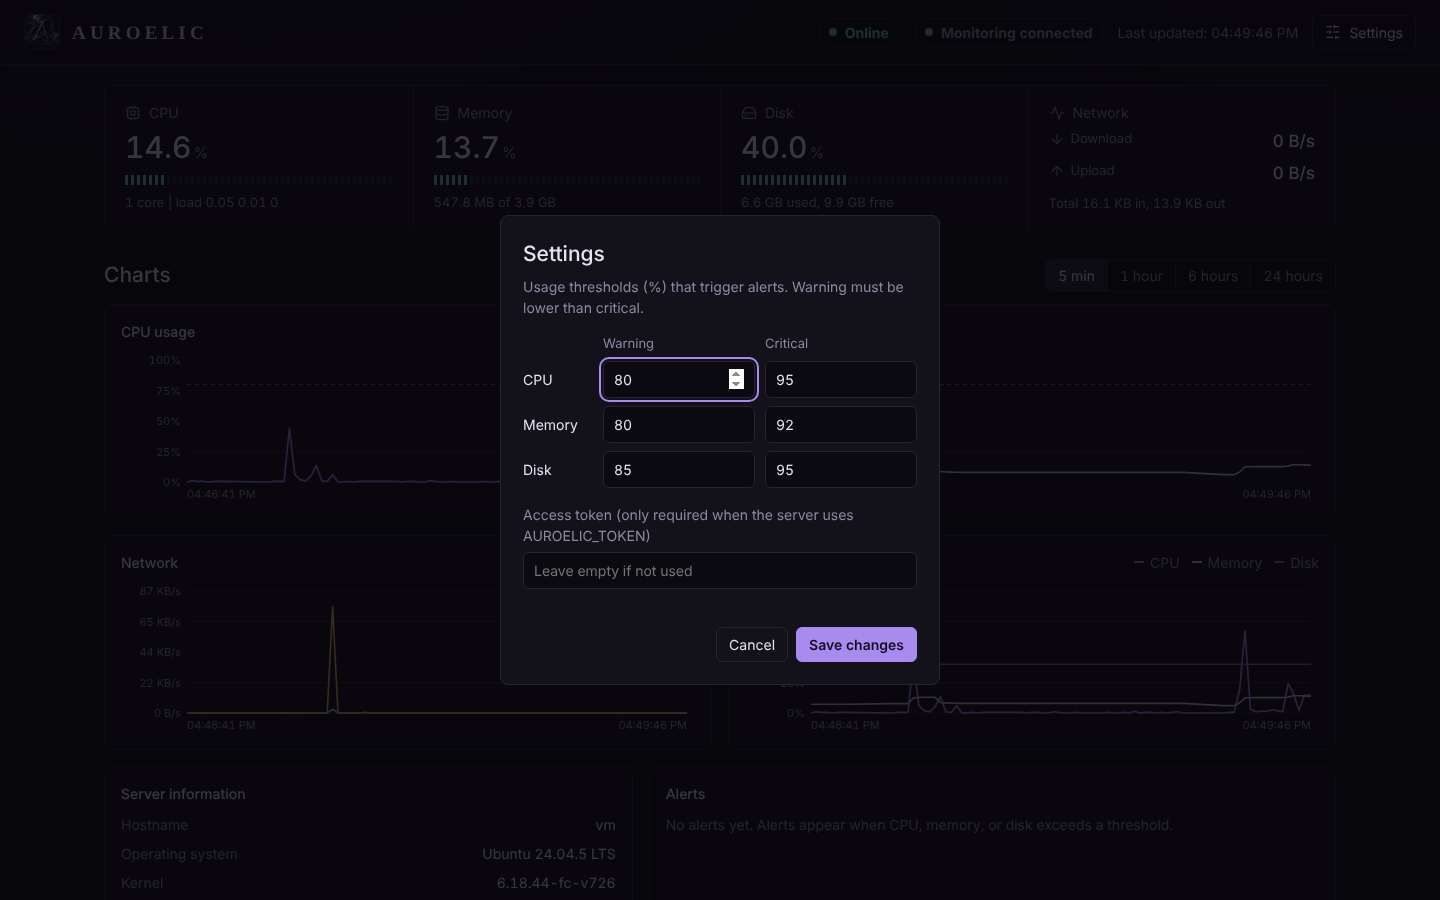 AUROELIC
Online
Monitoring connected
Last updated: 04:49:46 PM
Settings
CPU
14.6 %
1 core | load 0.05 0.01 0
Memory
13.7 %
547.8 MB of 3.9 GB
Disk
40.0 %
6.6 GB used, 9.9 GB free
Network
Download
0 B/s
Upload
0 B/s
Total 16.1 KB in, 13.9 KB out
Charts
5 min
1 hour
6 hours
24 hours
CPU usage
100%
75%
50%
25%
0%
04:46:41 PM
04:49:46 PM
Settings
Usage thresholds (%) that trigger alerts. Warning must be
lower than critical.
Warning
Critical
CPU
80
95
Memory
80
92
Disk
85
95
Access token (only required when the server uses
AUROELIC_TOKEN)
Leave empty if not used
Cancel
Save changes
Network
87 KB/s
65 KB/s
44 KB/s
22 KB/s
0 B/s
04:46:41 PM
04:49:46 PM
CPU
Memory
Disk
0%
04:46:41 PM
04:49:46 PM
Server information
Hostname
vm
Operating system
Ubuntu 24.04.5 LTS
Kernel
6.18.44-fc-v726
Alerts
No alerts yet. Alerts appear when CPU, memory, or disk exceeds a threshold.